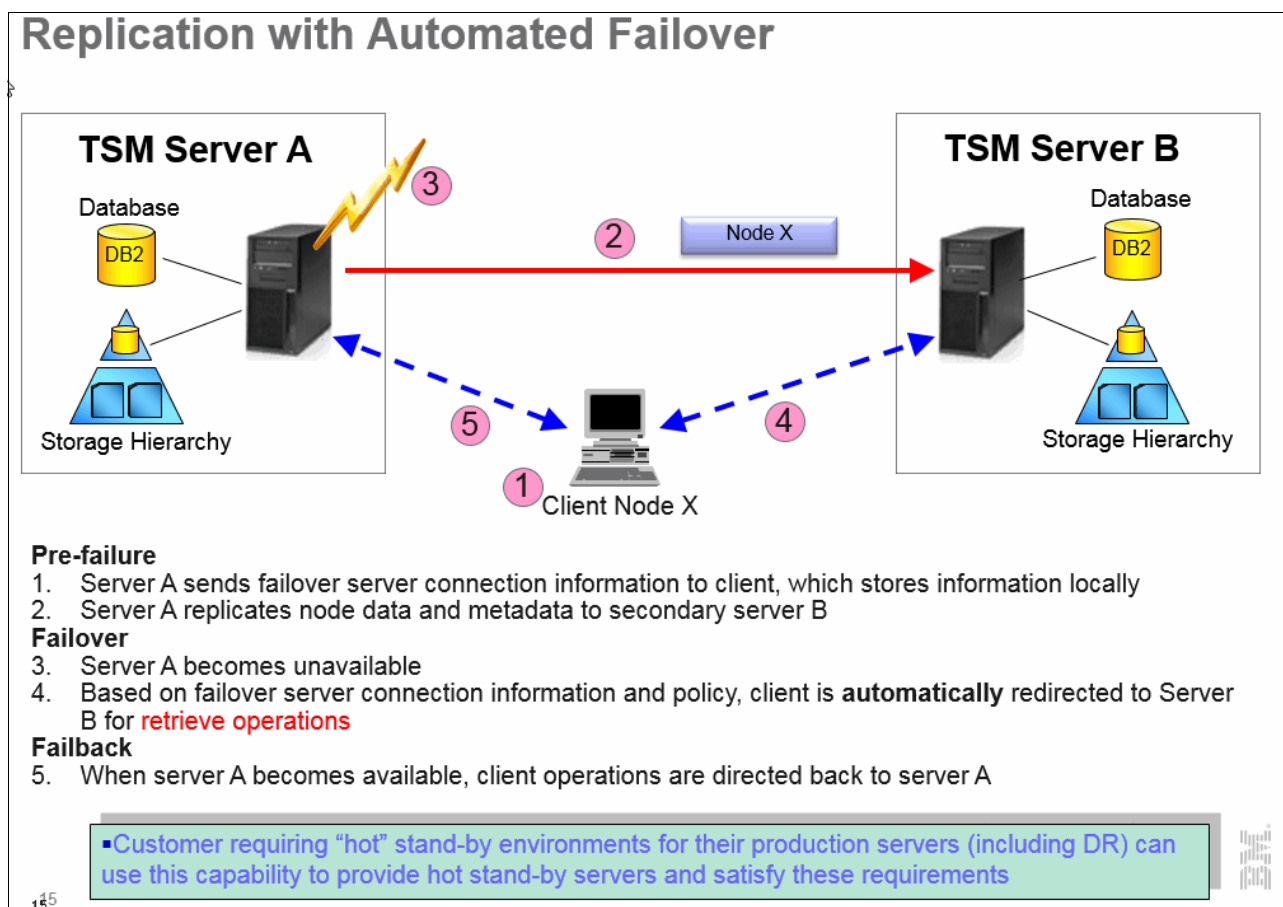 Replication with Automated Failover
TSM Server A
Database
DB2
Storage Hierarchy
3
2
Node X
TSM Server B
Database
DB2
Storage Hierarchy
5
4
1
Client Node X
Pre-failure
1. Server A sends failover server connection information to client, which stores information locally
2. Server A replicates node data and metadata to secondary server B
Failover
3. Server A becomes unavailable
4. Based on failover server connection information and policy, client is automatically redirected to Server
B for retrieve operations
Failback
5. When server A becomes available, client operations are directed back to server A
▪Customer requiring “hot” stand-by environments for their production servers (including DR) can
use this capability to provide hot stand-by servers and satisfy these requirements
IBM
15
15